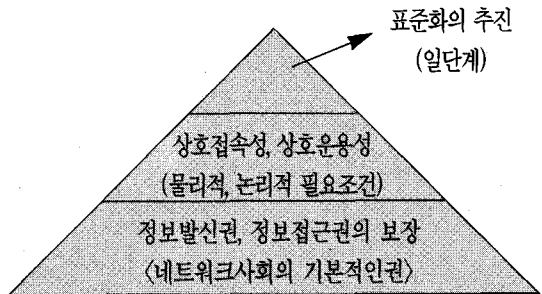 표준화의 추진
(일단계)
상호접속성, 상호운용성
(물리적, 논리적 필요조건)
정보발신권, 정보접근권의 보장
〈네트워크사회의 기본적인권〉